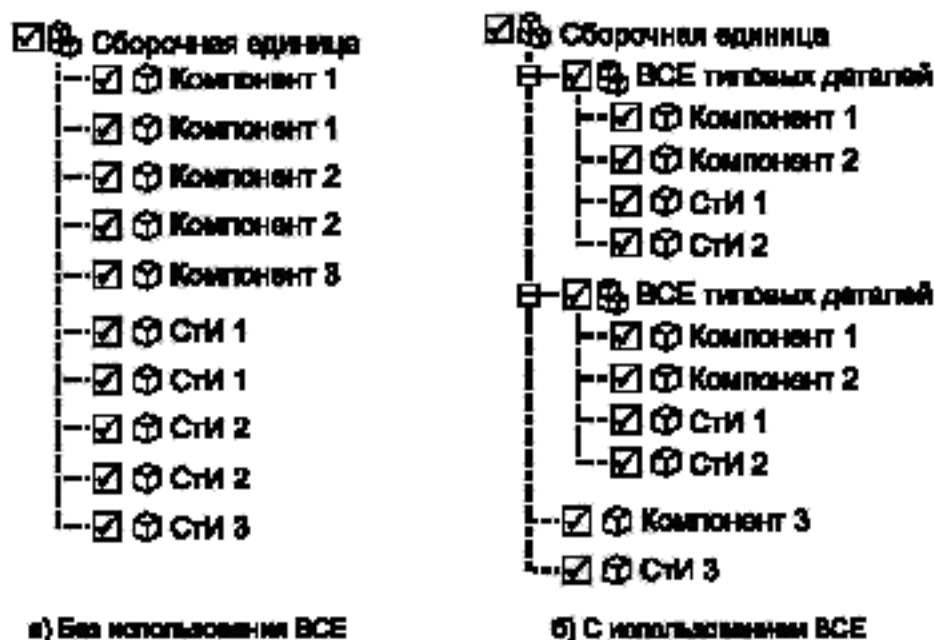 Сборочная единица
Компонент 1
Компонент 1
Компонент 2
Компонент 2
Компонент 3
СтИ 1
СтИ 1
СтИ 2
СтИ 2
СтИ 3
а) Без использования ВСЕ
Сборочная единица
ВСЕ типовых деталей
Компонент 1
Компонент 2
СтИ 1
СтИ 2
ВСЕ типовых деталей
Компонент 1
Компонент 2
СтИ 1
СтИ 2
Компонент 3
СтИ 3
б) С использованием ВСЕ